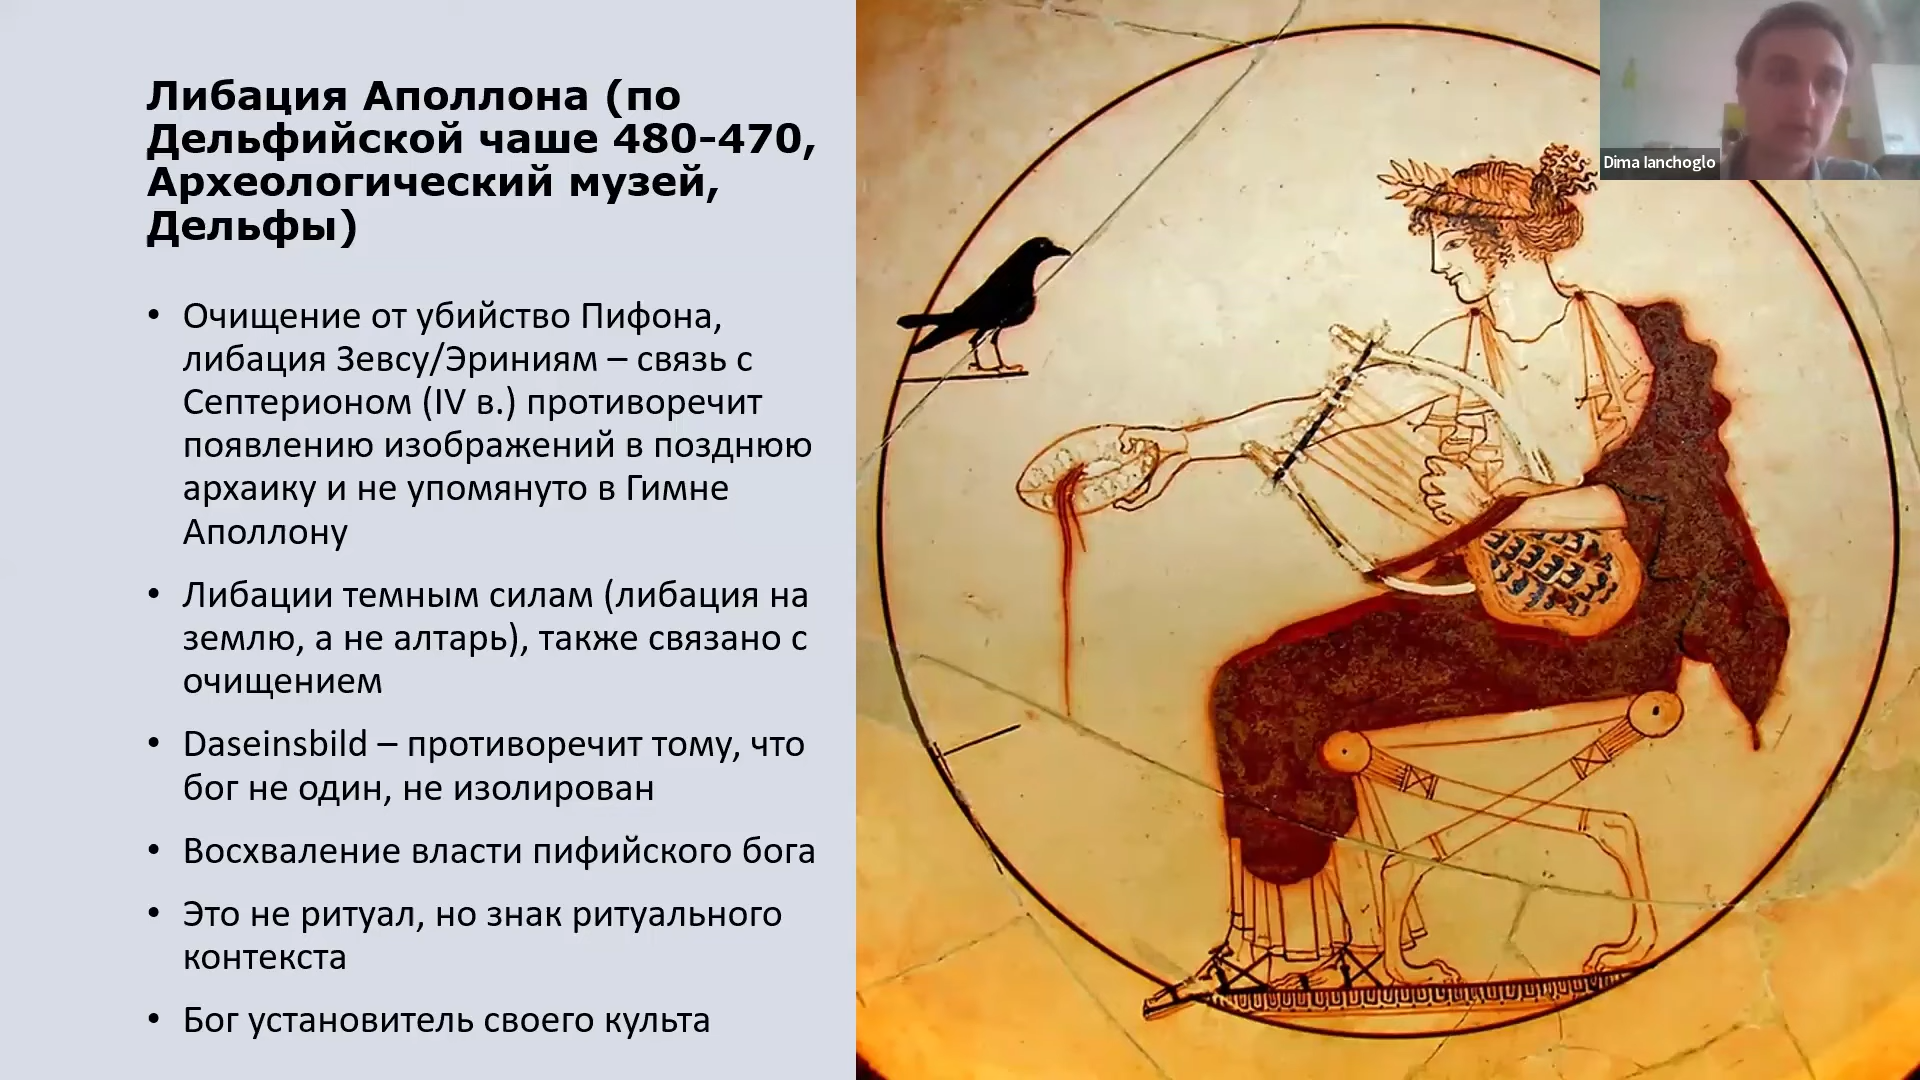 Либация Аполлона (по
Дельфийской чаше 480-470,
Археологический музей,
Дельфы)
• Очищение от убийство Пифона,
либация Зевсу/Эриниям – связь с
Септерионом (IV в.) противоречит
появлению изображений в позднюю
архаику и не упомянуто в Гимне
Аполлону
• Либации темным силам (либация на
землю, а не алтарь), также связано с
очищением
• Daseinsbild – противоречит тому, что
бог не один, не изолирован
• Восхваление власти пифийского бога
• Это не ритуал, но знак ритуального
контекста
• Бог установитель своего культа
Dima Ianchoglo